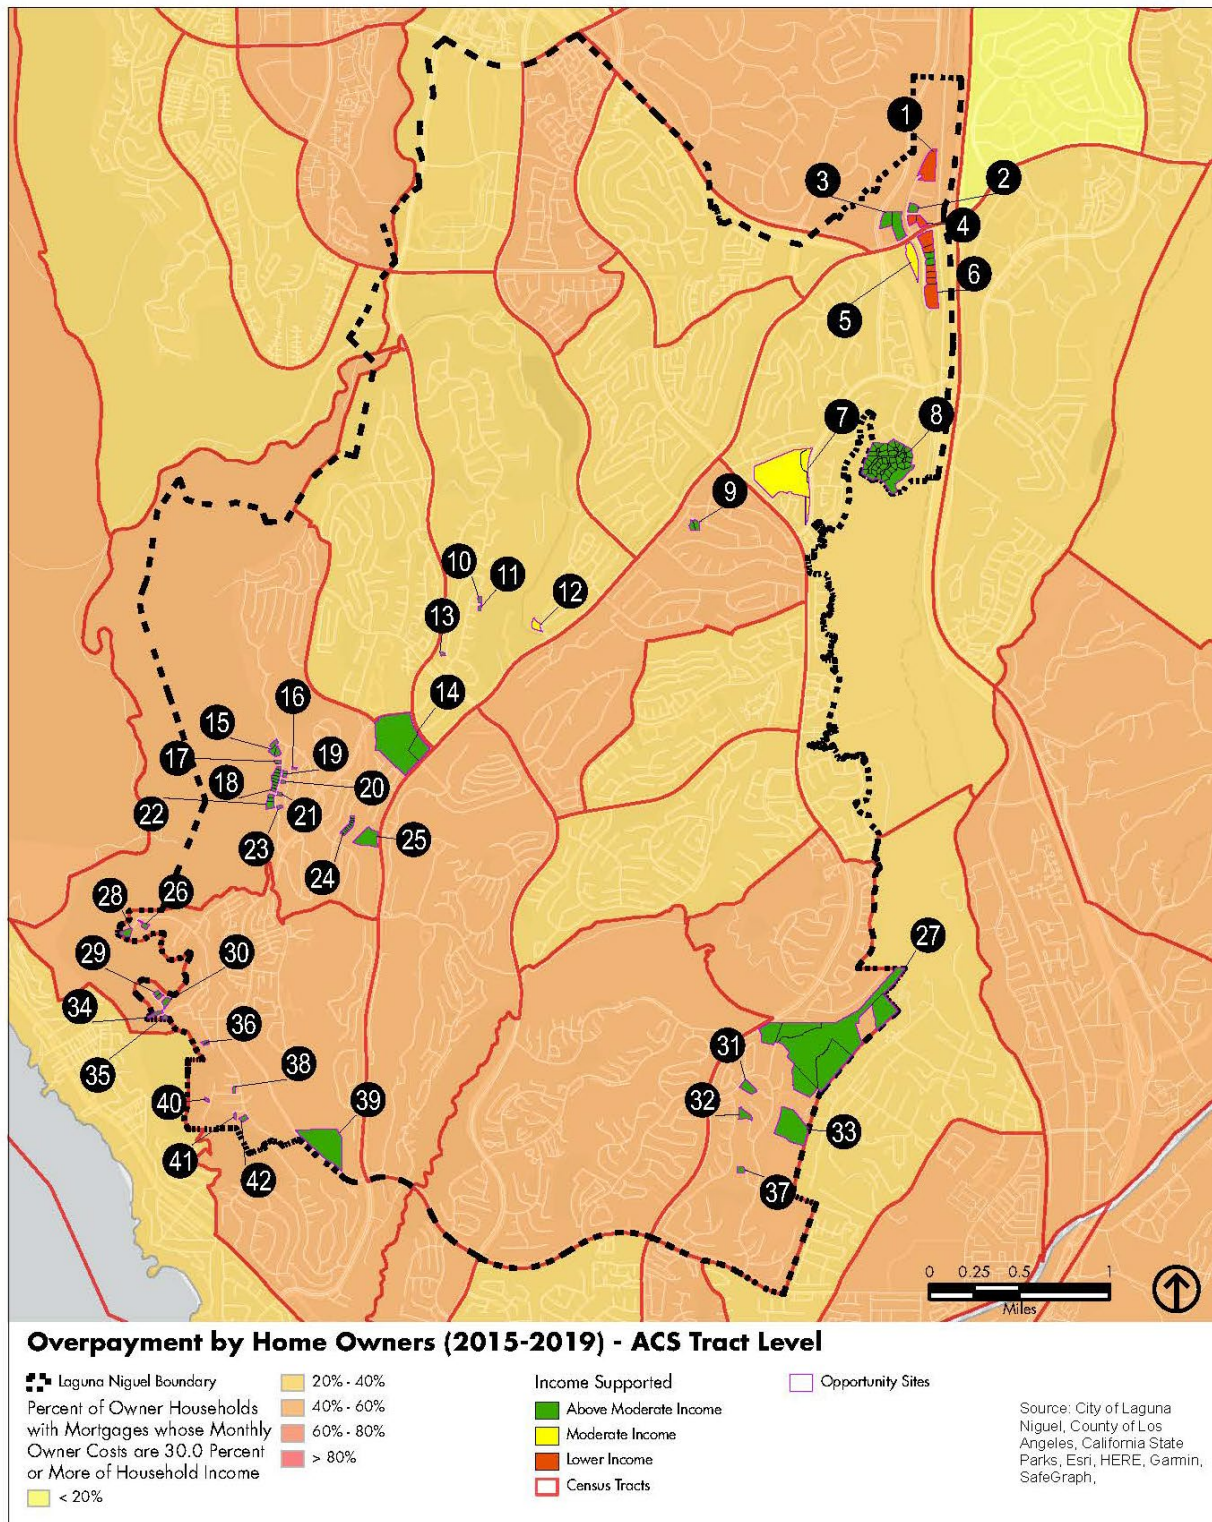 1
2
3
4
6
5
7
8
9
10
11
12
13
14
16
15
19
17
18
20
22
21
23
24
25
26
28
27
29
30
34
36
35
31
38
32
40
39
33
41
42
37
0 0.25 0.5 1
Miles
Overpayment by Home Owners (2015-2019) - ACS Tract Level
Laguna Niguel Boundary
Percent of Owner Households
with Mortgages whose Monthly
Owner Costs are 30.0 Percent
or More of Household Income
< 20%
20% - 40%
40% - 60%
60% - 80%
> 80%
Income Supported
Above Moderate Income
Moderate Income
Lower Income
Census Tracts
Opportunity Sites
Source: City of Laguna
Niguel, County of Los
Angeles, California State
Parks, Esri, HERE, Garmin,
SafeGraph,